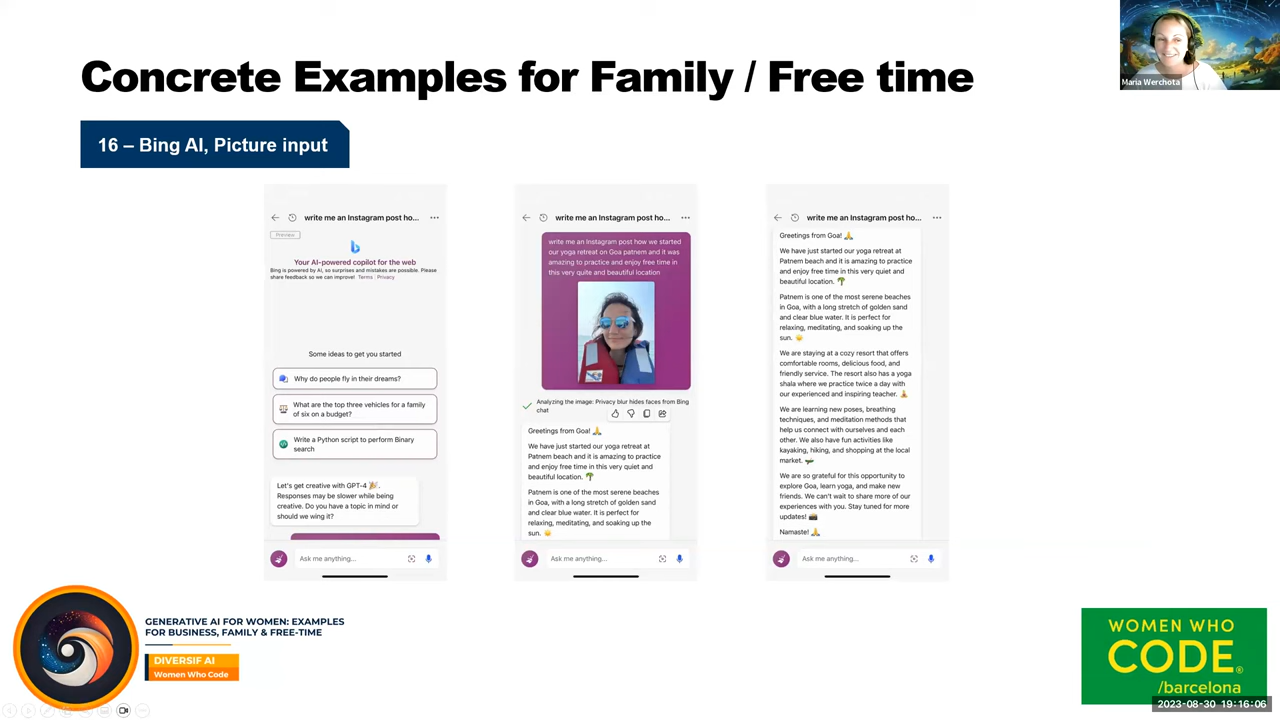 Concrete Examples for Family / Free time
Maria Werchota
16 – Bing AI, Picture input
write me an Instagram post ho...
Preview
Your AI-powered copilot for the web
Bing is powered by AI, so surprises and mistakes are possible. Please
share feedback so we can improve! Terms | Privacy
Some ideas to get you started
Why do people fly in their dreams?
What are the top three vehicles for a family
of six on a budget?
Write a Python script to perform Binary
search
Let's get creative with GPT-4 🎉.
Responses may be slower while being
creative. Do you have a topic in mind or
should we wing it?
Ask me anything...
write me an Instagram post ho...
write me an Instagram post how we started
our yoga retreat on Goa patnem and it was
amazing to practice and enjoy free time in
this very quite and beautiful location
Analyzing the image: Privacy blur hides faces from Bing
chat
Greetings from Goa! 🙏
We have just started our yoga retreat at
Patnem beach and it is amazing to practice
and enjoy free time in this very quiet and
beautiful location. 🌴
Patnem is one of the most serene beaches
in Goa, with a long stretch of golden sand
and clear blue water. It is perfect for
relaxing, meditating, and soaking up the
sun. 🌞
Ask me anything...
write me an Instagram post ho...
Greetings from Goa! 🙏
We have just started our yoga retreat at
Patnem beach and it is amazing to practice
and enjoy free time in this very quiet and
beautiful location. 🌴
Patnem is one of the most serene beaches
in Goa, with a long stretch of golden sand
and clear blue water. It is perfect for
relaxing, meditating, and soaking up the
sun. 🌞
We are staying at a cozy resort that offers
comfortable rooms, delicious food, and
friendly service. The resort also has a yoga
shala where we practice twice a day with
our experienced and inspiring teacher. 🧘
We are learning new poses, breathing
techniques, and meditation methods that
help us connect with ourselves and each
other. We also have fun activities like
kayaking, hiking, and shopping at the local
market. 🛶
We are so grateful for this opportunity to
explore Goa, learn yoga, and make new
friends. We can't wait to share more of our
experiences with you. Stay tuned for more
updates! 📸
Namaste! 🙏
Ask me anything...
GENERATIVE AI FOR WOMEN: EXAMPLES
FOR BUSINESS, FAMILY & FREE-TIME
DIVERSIF AI
Women Who Code
WOMEN WHO
CODE®
/barcelona
2023-08-30 19:16:06